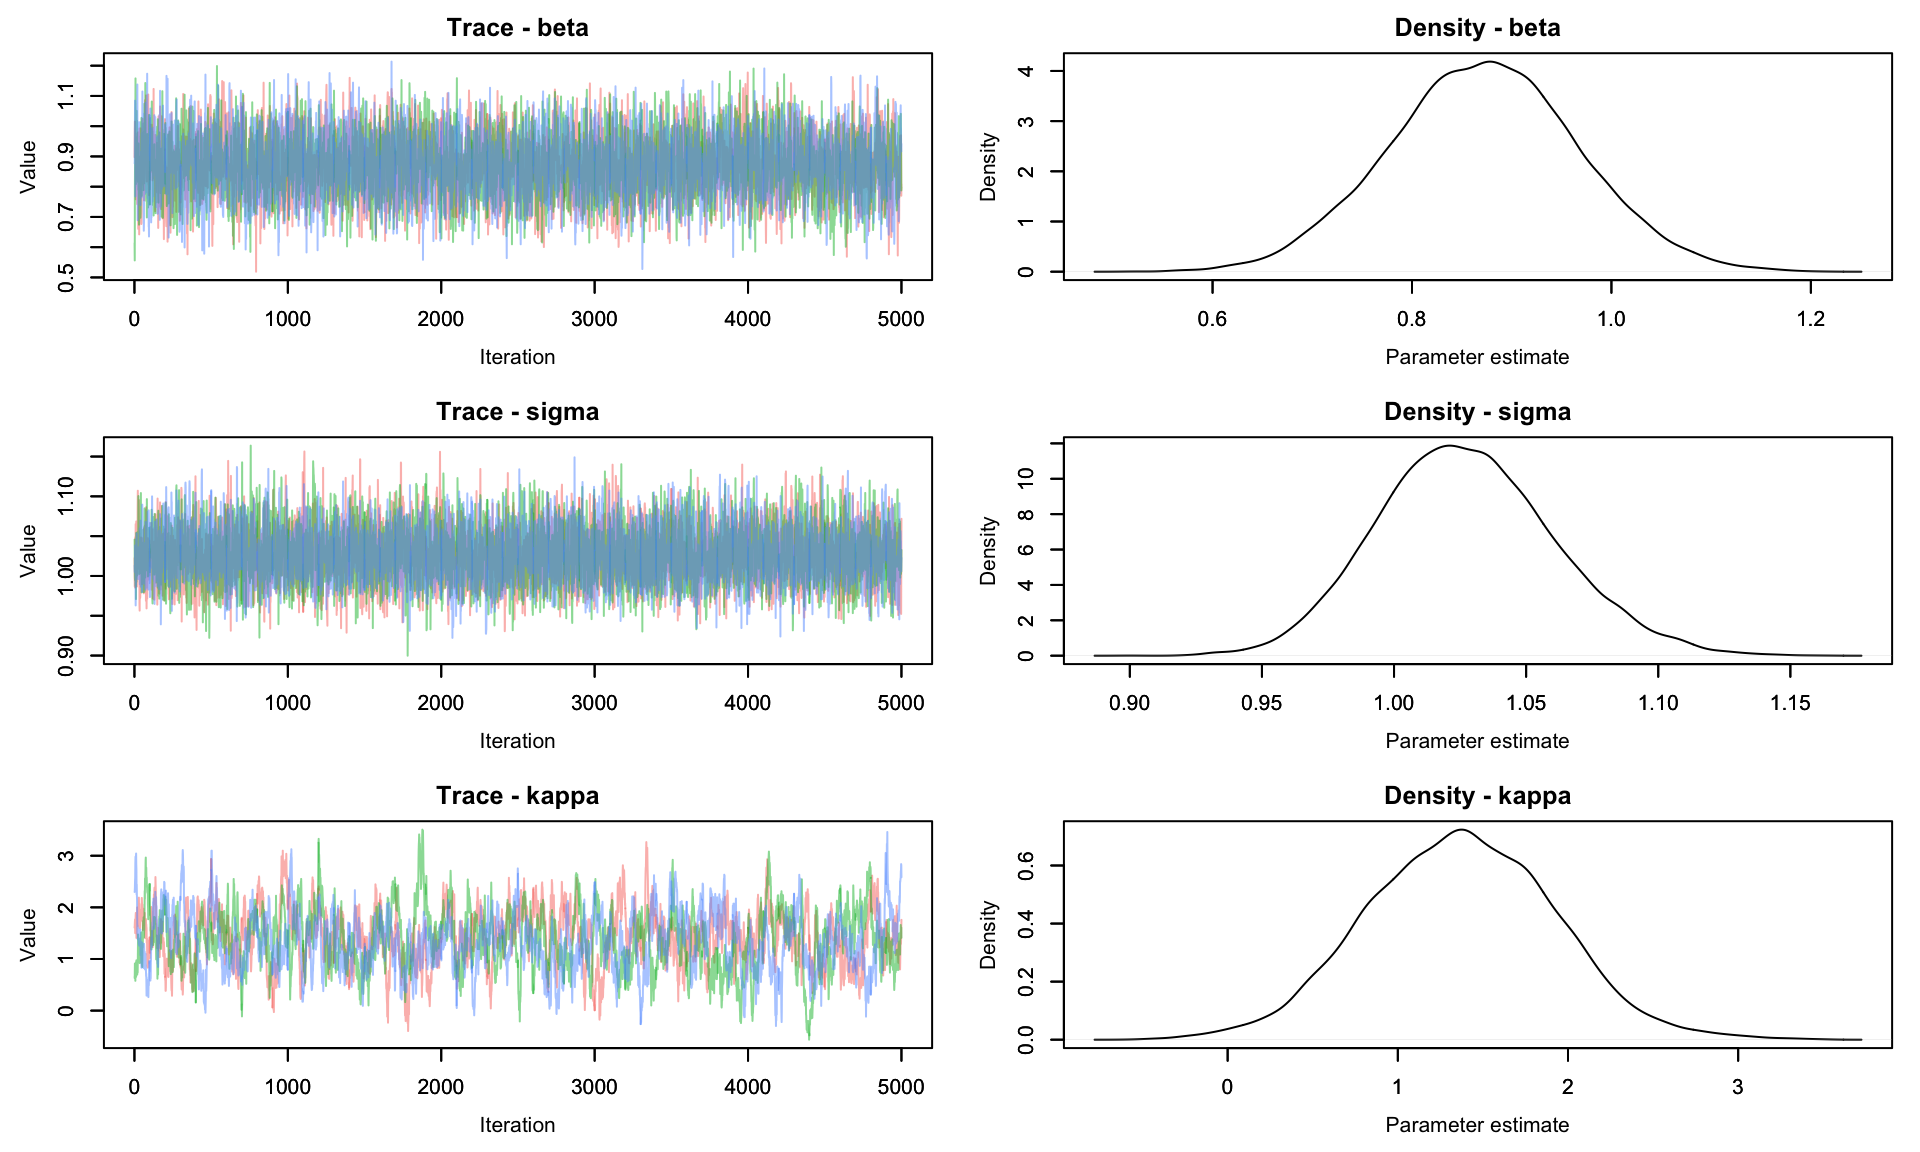 Trace - beta
Value
0.5 0.7 0.9 1.1
0 1000 2000 3000 4000 5000
Iteration
Density - beta
Density
0 1 2 3 4
0.6 0.8 1.0 1.2
Parameter estimate
Trace - sigma
Value
0.90 1.00 1.10
0 1000 2000 3000 4000 5000
Iteration
Density - sigma
Density
0 2 4 6 8 10
0.90 0.95 1.00 1.05 1.10 1.15
Parameter estimate
Trace - kappa
Value
0 1 2 3
0 1000 2000 3000 4000 5000
Iteration
Density - kappa
Density
0.0 0.2 0.4 0.6
0 1 2 3
Parameter estimate